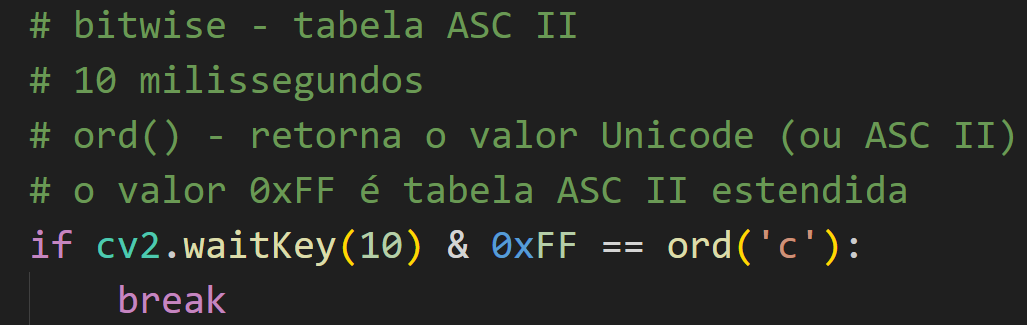 # bitwise - tabela ASC II
# 10 milissegundos
# ord() - retorna o valor Unicode (ou ASC II)
# o valor 0xFF é tabela ASC II estendida
if cv2.waitKey(10) & 0xFF == ord('c'):
    break